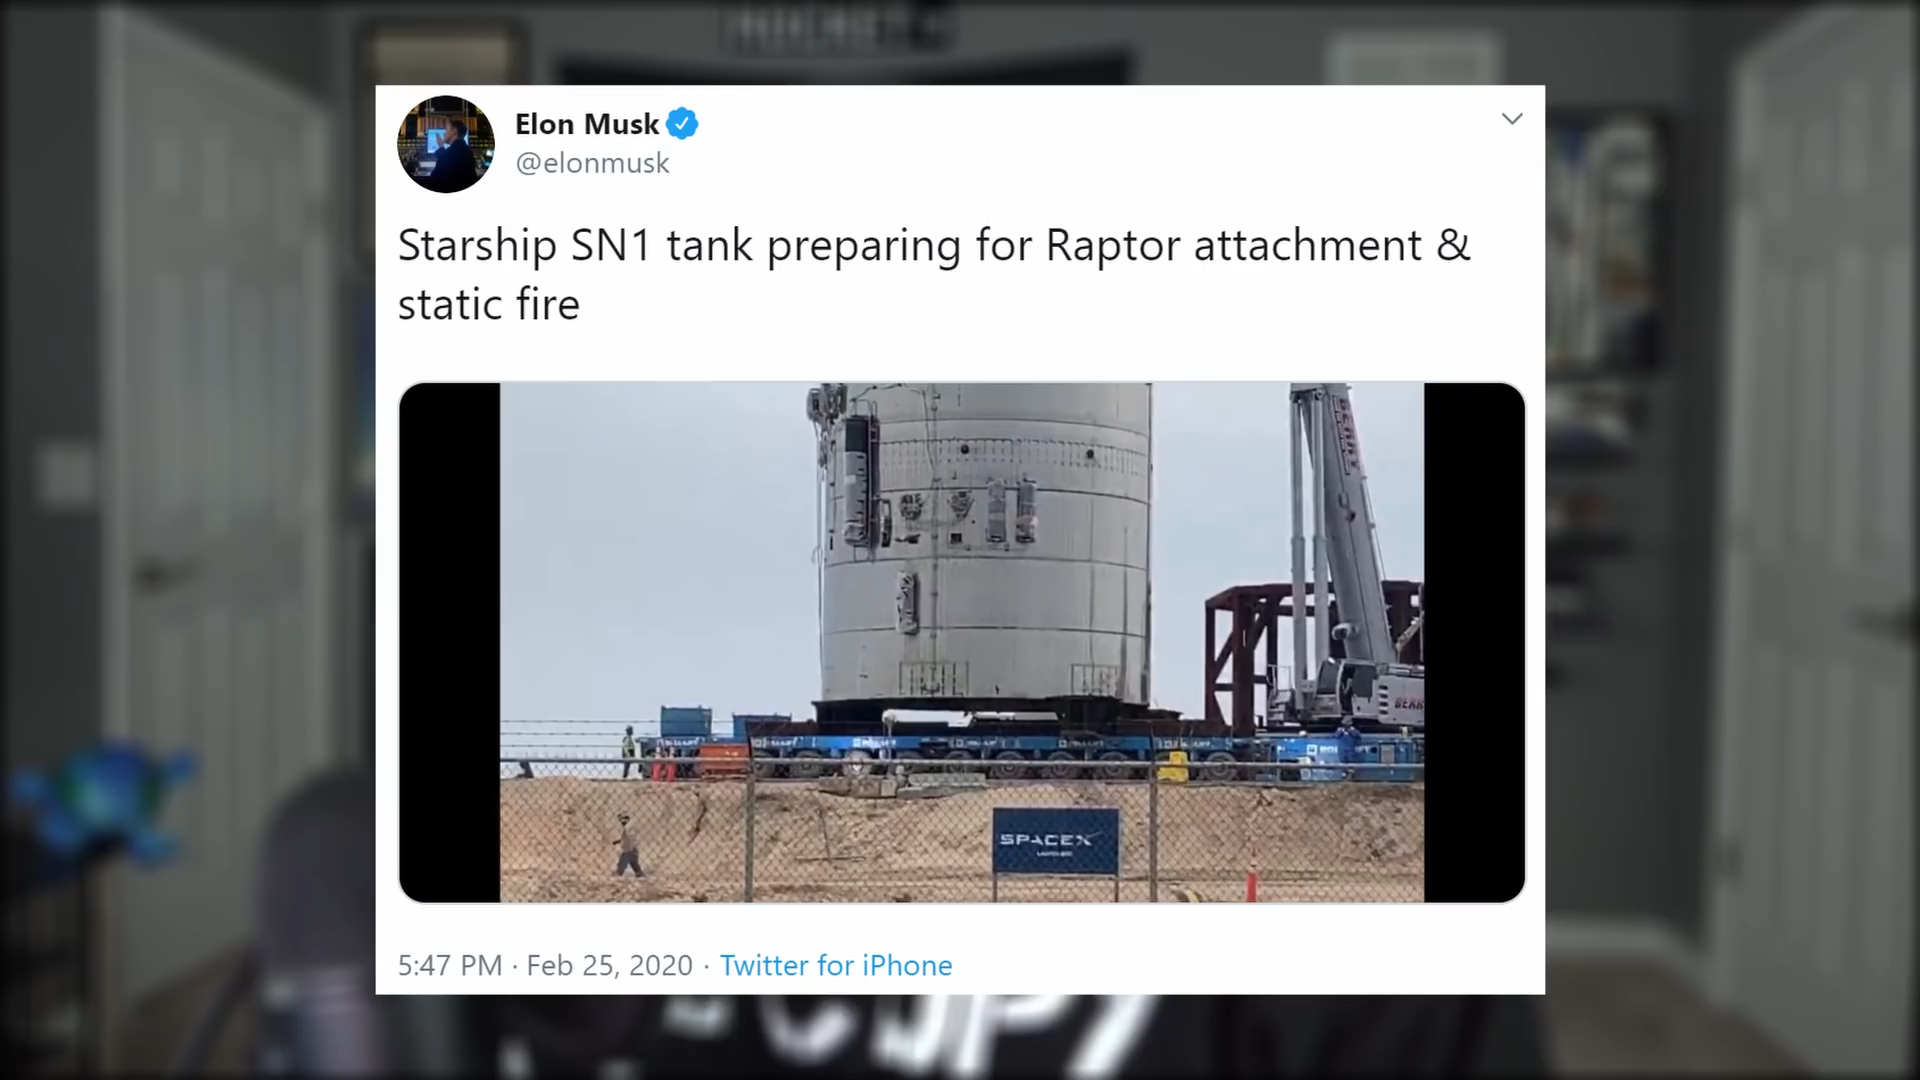 Elon Musk
@elonmusk
Starship SN1 tank preparing for Raptor attachment &
static fire
SPACEX
5:47 PM · Feb 25, 2020 · Twitter for iPhone